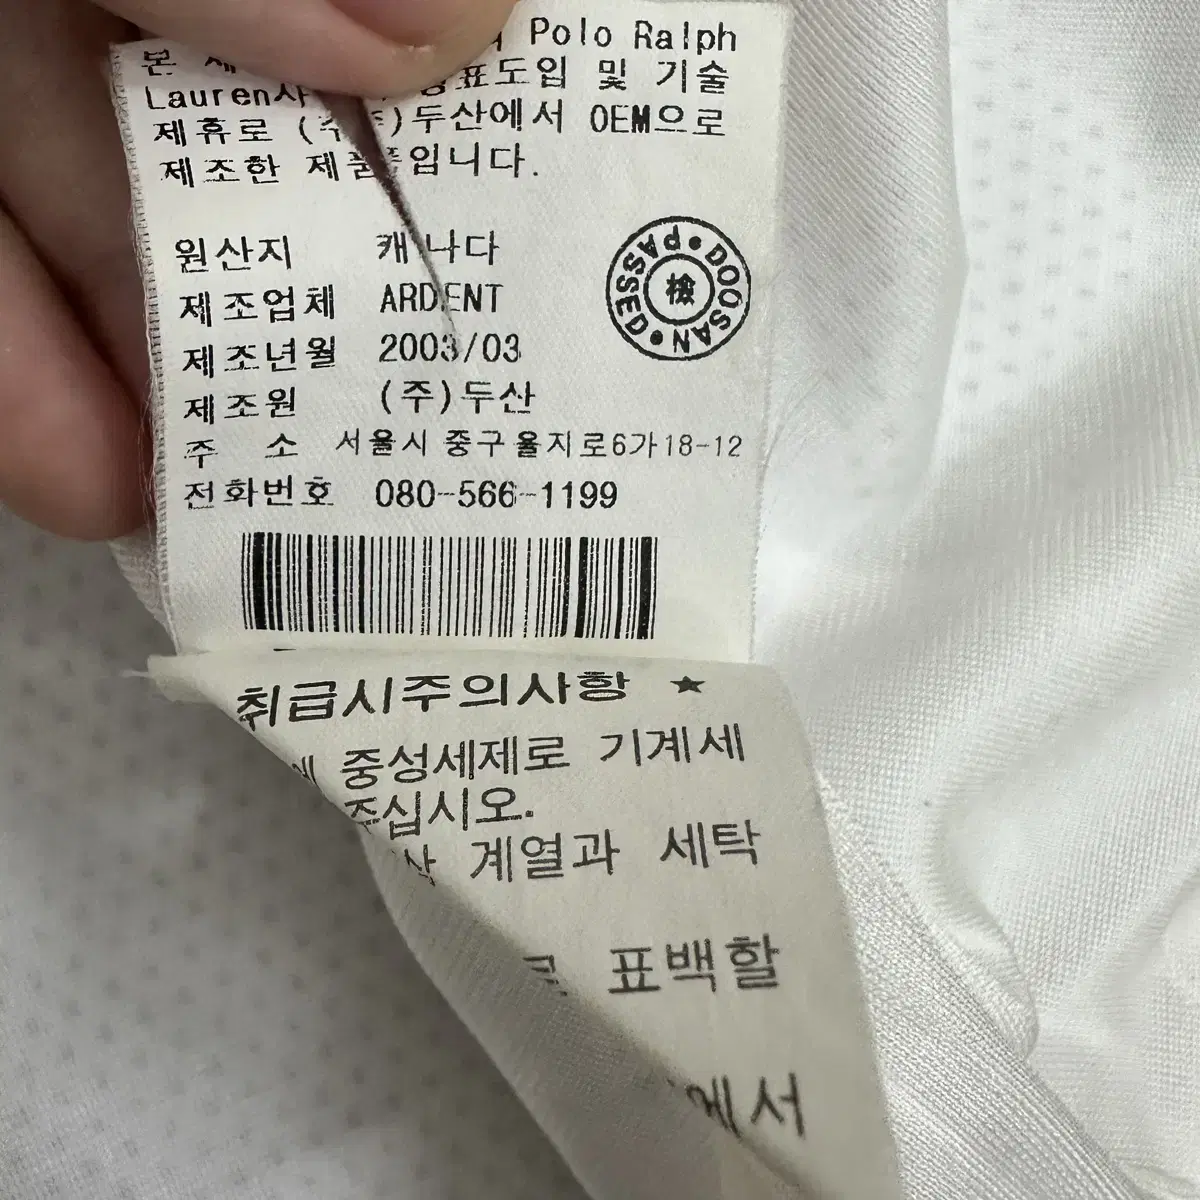 본 Polo Ralph
Lauren사 상표도입 및 기술
제휴로 (주)두산에서 OEM으로
제조한 제품입니다.
원산지 캐나다
제조업체 ARDENT
제조년월 2003/03
제조원 (주)두산
주 소 서울시 중구 을지로6가18-12
전화번호 080-566-1199
DOOSAN PASSED
檢
취급시주의사항 ★
에 중성세제로 기계세
주십시오.
계열과 세탁
표백할
에서